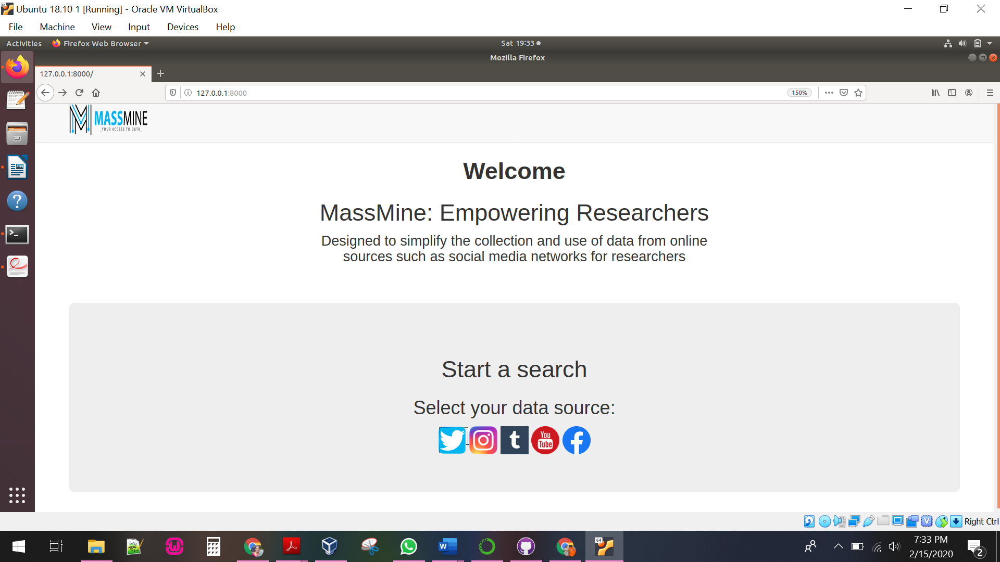 Ubuntu 18.10 1 [Running] - Oracle VM VirtualBox
File Machine View Input Devices Help
Activities Firefox Web Browser Sat 19:33
Mozilla Firefox
127.0.0.1:8000/
127.0.0.1:8000 150%
MASSMINE
YOUR ACCESS TO DATA
Welcome
MassMine: Empowering Researchers
Designed to simplify the collection and use of data from online
sources such as social media networks for researchers
Start a search
Select your data source:
You
Tube
Right Ctrl
64
7:33 PM
2/15/2020
2